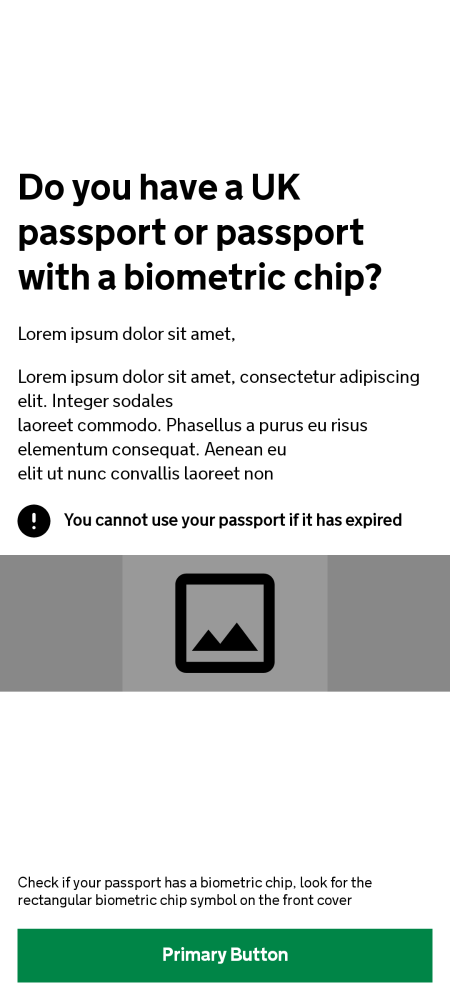 Do you have a UK
passport or passport
with a biometric chip?
Lorem ipsum dolor sit amet,
Lorem ipsum dolor sit amet, consectetur adipiscing
elit. Integer sodales
laoreet commodo. Phasellus a purus eu risus
elementum consequat. Aenean eu
elit ut nunc convallis laoreet non
You cannot use your passport if it has expired
Check if your passport has a biometric chip, look for the
rectangular biometric chip symbol on the front cover
Primary Button